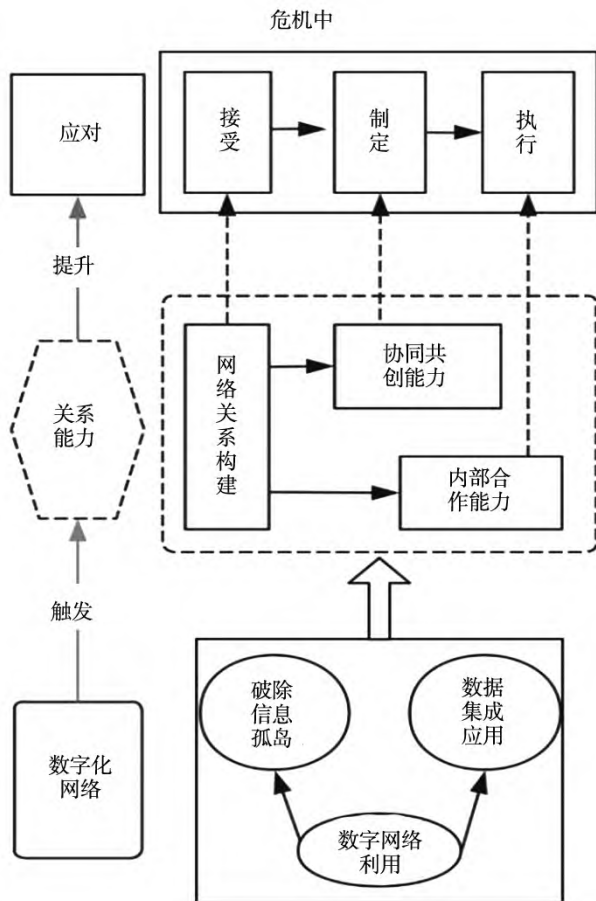 危机中
应对
接
受
制
定
执
行
提升
关系
能力
网
络
关
系
构
建
协同共
创能力
内部合
作能力
触发
数字化
网络
破除
信息
孤岛
数据
集成
应用
数字网络
利用